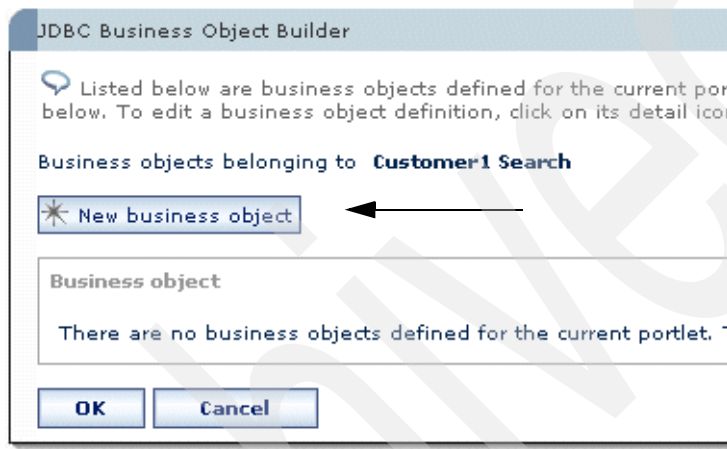 JDBC Business Object Builder
Listed below are business objects defined for the current por
below. To edit a business object definition, click on its detail ico
Business objects belonging to Customer1 Search
New business object
Business object
There are no business objects defined for the current portlet.
OK Cancel